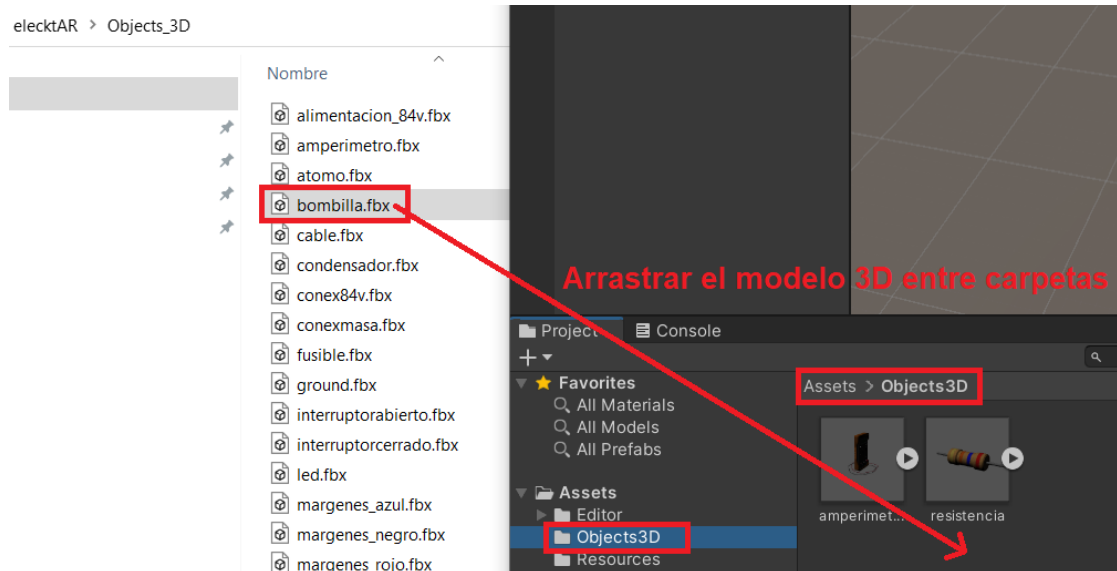 elecktAR > Objects_3D
Nombre
alimentacion_84v.fbx
amperimetro.fbx
atomo.fbx
bombilla.fbx
cable.fbx
condensador.fbx
conex84v.fbx
conexmasa.fbx
fusible.fbx
ground.fbx
interruptorabierto.fbx
interruptorcerrado.fbx
led.fbx
margenes_azul.fbx
margenes_negro.fbx
margenes_rojo.fbx
Arrastrar el modelo 3D entre carpetas
Project
Console
Favorites
All Materials
All Models
All Prefabs
Assets
Editor
Objects3D
Resources
Assets > Objects3D
amperimet...
resistencia